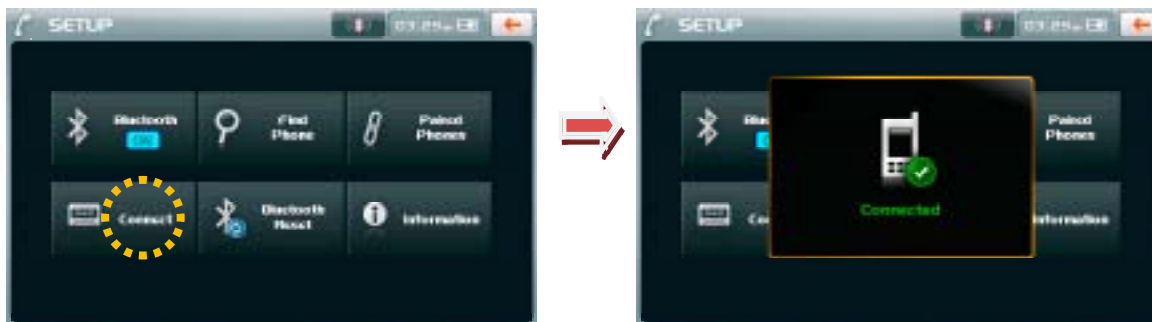 SETUP
Bluetooth
Find
Phone
Paired
Phones
Connect
Bluetooth
Reset
Information
SETUP
Paired
Phones
Connected